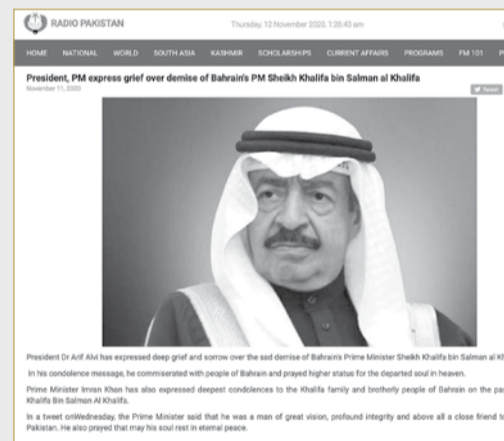 RADIO PAKISTAN
Thursday, 12 November 2020, 1:26:43 am
HOME NATIONAL WORLD SOUTH ASIA KASHMIR SCHOLARSHIPS CURRENT AFFAIRS PROGRAMS FM 101
President, PM express grief over demise of Bahrain's PM Sheikh Khalifa bin Salman al Khalifa
November 11, 2020
Tweet
President Dr Arif Alvi has expressed deep grief and sorrow over the sad demise of Bahrain's Prime Minister Sheikh Khalifa bin Salman al
In his condolence message, he commiserated with people of Bahrain and prayed higher status for the departed soul in heaven.
Prime Minister Imran Khan has also expressed deepest condolences to the Khalifa family and brotherly people of Bahrain on the
Khalifa Bin Salman Al Khalifa.
In a tweet onWednesday, the Prime Minister said that he was a man of great vision, profound integrity and above all a close friend
Pakistan. He also prayed that may his soul rest in eternal peace.